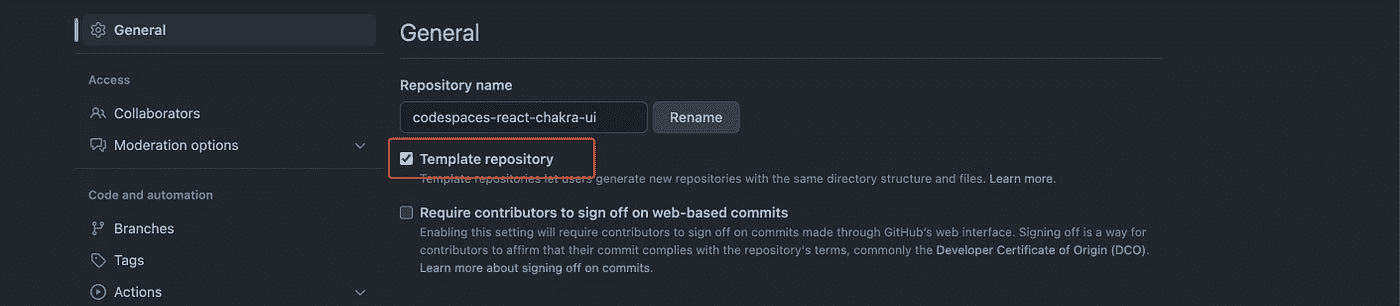 General
Access
Collaborators
Moderation options
Code and automation
Branches
Tags
Actions
General
Repository name
codespaces-react-chakra-ui
Rename
Template repository
Template repositories let users generate new repositories with the same directory structure and files. Learn more.
Require contributors to sign off on web-based commits
Enabling this setting will require contributors to sign off on commits made through GitHub's web interface. Signing off is a way for
contributors to affirm that their commit complies with the repository's terms, commonly the Developer Certificate of Origin (DCO).
Learn more about signing off on commits.